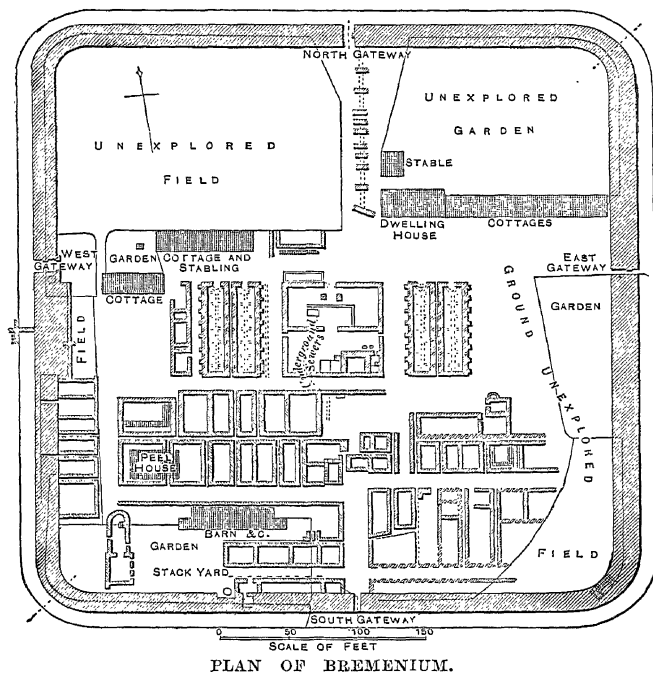 NORTH GATEWAY
UNEXPLORED
FIELD
UNEXPLORED
GARDEN
STABLE
DWELLING
HOUSE
COTTAGES
WEST
GATEWAY
GARDEN
COTTAGE AND
STABLING
COTTAGE
EAST
GATEWAY
GARDEN
GROUND UNEXPLORED
FIELD
Underground
Sewers
PEEL
HOUSE
BARN &C.
GARDEN
STACK YARD
FIELD
SOUTH GATEWAY
0 50 100 150
SCALE OF FEET
PLAN OF BREMENIUM.